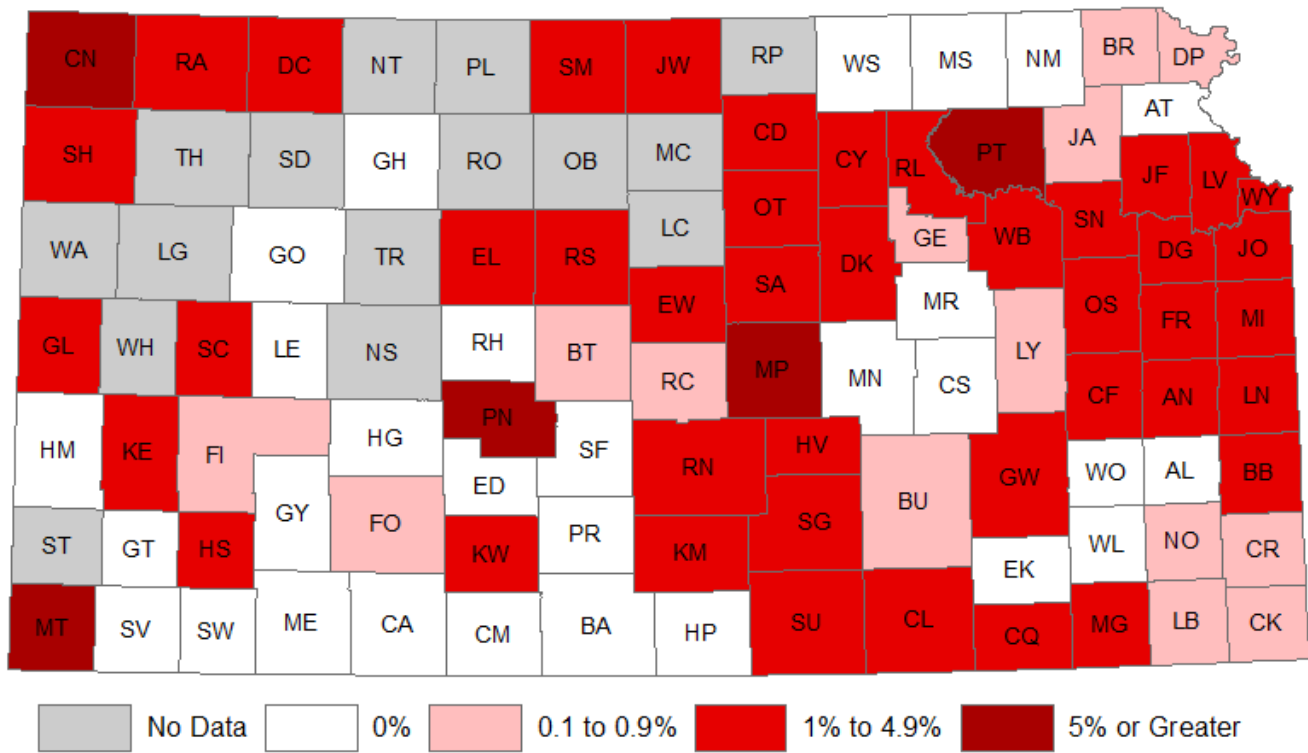 CN RA DC NT PL SM JW RP WS MS NM BR DP
SH TH SD GH RO OB MC CD CY RL PT JA AT JF LV WY
WA LG GO TR EL RS LC OT DK GE WB SN DG JO
GL WH SC LE NS RH BT EW SA MR LY OS FR MI
RC MP MN CS CF AN LN
HM KE FI HG PN SF RN HV BU GW WO AL BB
ED
ST GT HS GY FO KW PR KM SG EK WL NO CR
MT SV SW ME CA CM BA HP SU CL CQ MG LB CK
No Data 0% 0.1 to 0.9% 1% to 4.9% 5% or Greater